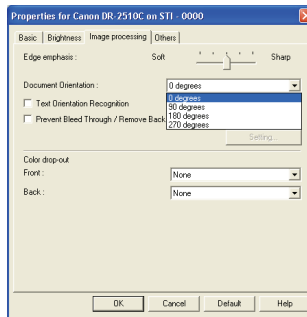 Properties for Canon DR-2510C on STI - 0000
Basic Brightness Image processing Others
Edge emphasis : Soft Sharp
Document Orientation : 0 degrees
0 degrees
Text Orientation Recognition 90 degrees
180 degrees
Prevent Bleed Through / Remove Back 270 degrees
Setting...
Color drop-out
Front : None
Back : None
OK Cancel Default Help